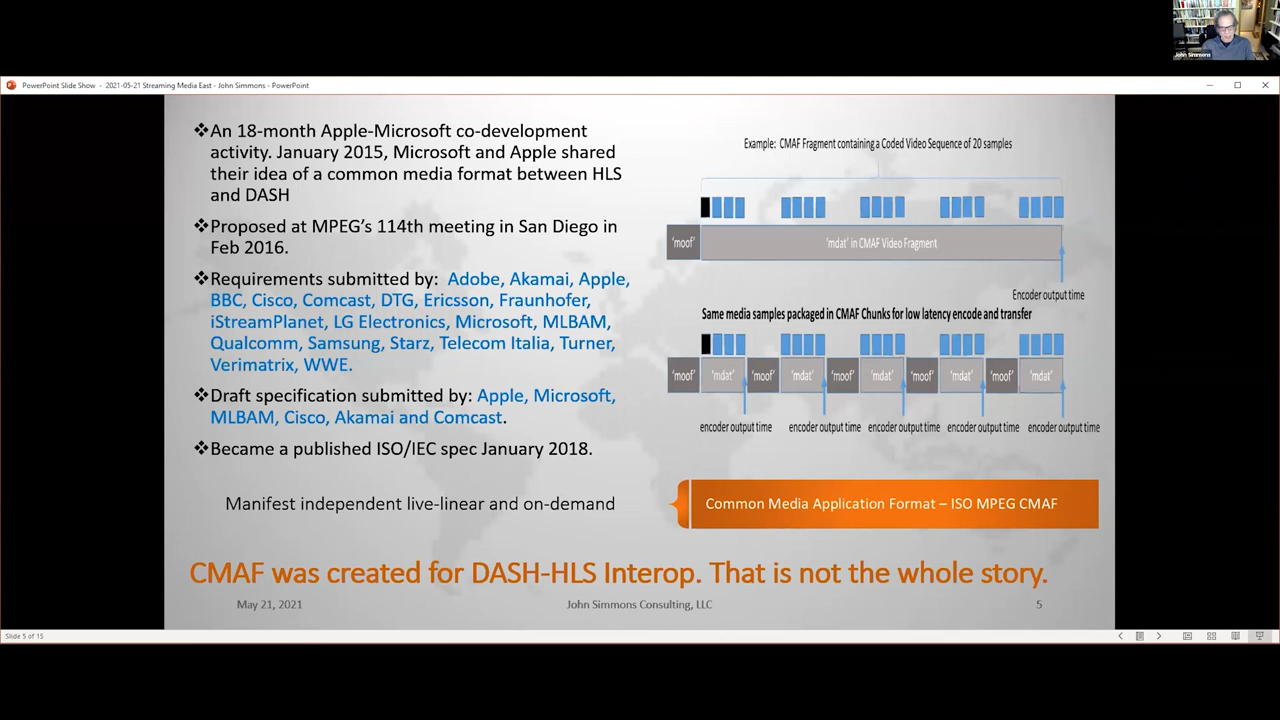 John Simmons
PowerPoint Slide Show - 2021-05-21 Streaming Media East - John Simmons - PowerPoint
❖An 18-month Apple-Microsoft co-development
activity. January 2015, Microsoft and Apple shared
their idea of a common media format between HLS
and DASH
❖Proposed at MPEG's 114th meeting in San Diego in
Feb 2016.
❖Requirements submitted by: Adobe, Akamai, Apple,
BBC, Cisco, Comcast, DTG, Ericsson, Fraunhofer,
iStreamPlanet, LG Electronics, Microsoft, MLBAM,
Qualcomm, Samsung, Starz, Telecom Italia, Turner,
Verimatrix, WWE.
❖Draft specification submitted by: Apple, Microsoft,
MLBAM, Cisco, Akamai and Comcast.
❖Became a published ISO/IEC spec January 2018.
Manifest independent live-linear and on-demand
Example: CMAF Fragment containing a Coded Video Sequence of 20 samples
'moof' 'mdat' in CMAF Video Fragment
Encoder output time
Same media samples packaged in CMAF Chunks for low latency encode and transfer
'moof' 'mdat' 'moof' 'mdat' 'moof' 'mdat' 'moof' 'mdat' 'moof' 'mdat'
encoder output time encoder output time encoder output time encoder output time encoder output time
Common Media Application Format – ISO MPEG CMAF
CMAF was created for DASH-HLS Interop. That is not the whole story.
May 21, 2021 John Simmons Consulting, LLC 5
Slide 5 of 15